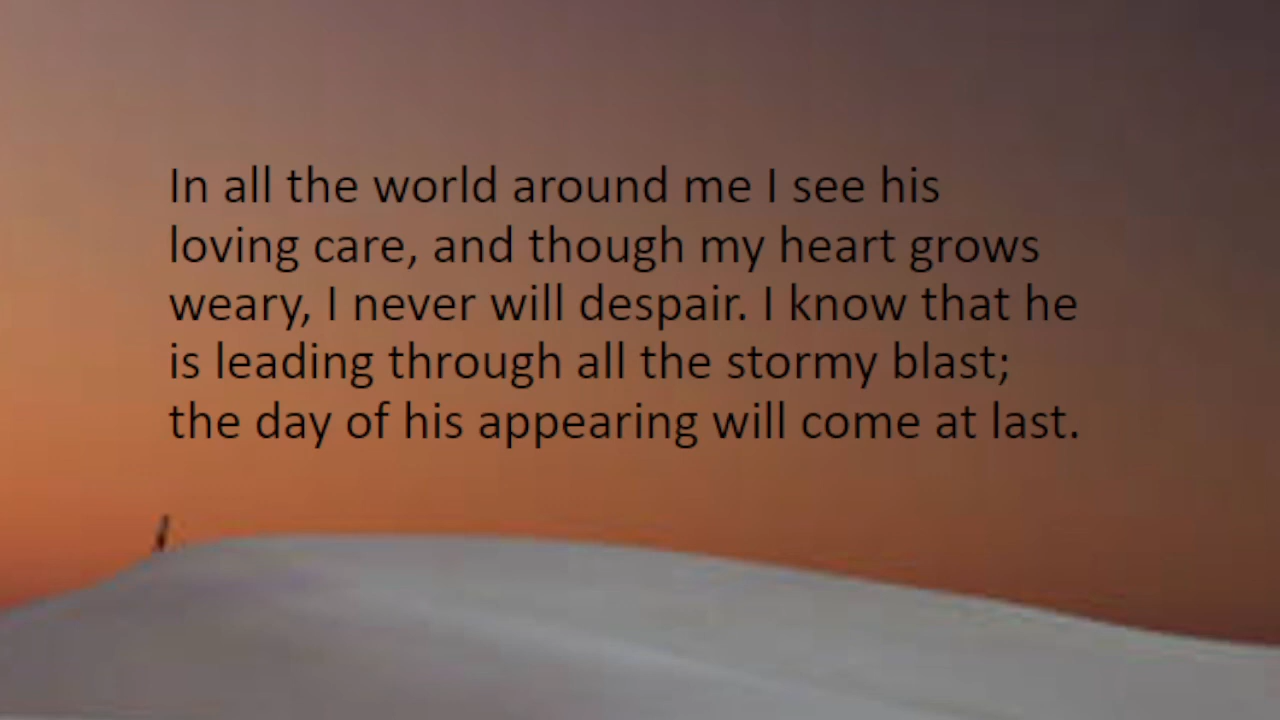 In all the world around me I see his
loving care, and though my heart grows
weary, I never will despair. I know that he
is leading through all the stormy blast;
the day of his appearing will come at last.